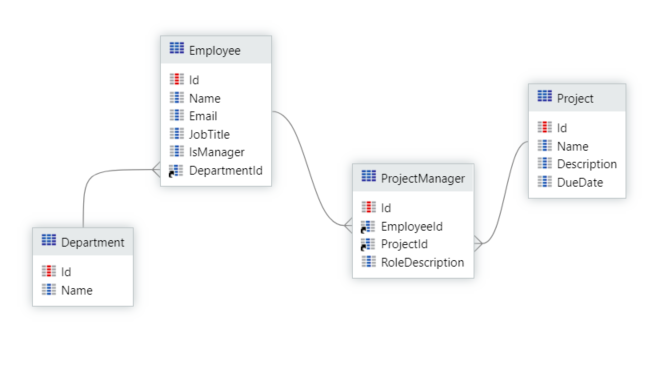 Employee
Id
Name
Email
JobTitle
IsManager
DepartmentId
Department
Id
Name
ProjectManager
Id
EmployeeId
ProjectId
RoleDescription
Project
Id
Name
Description
DueDate